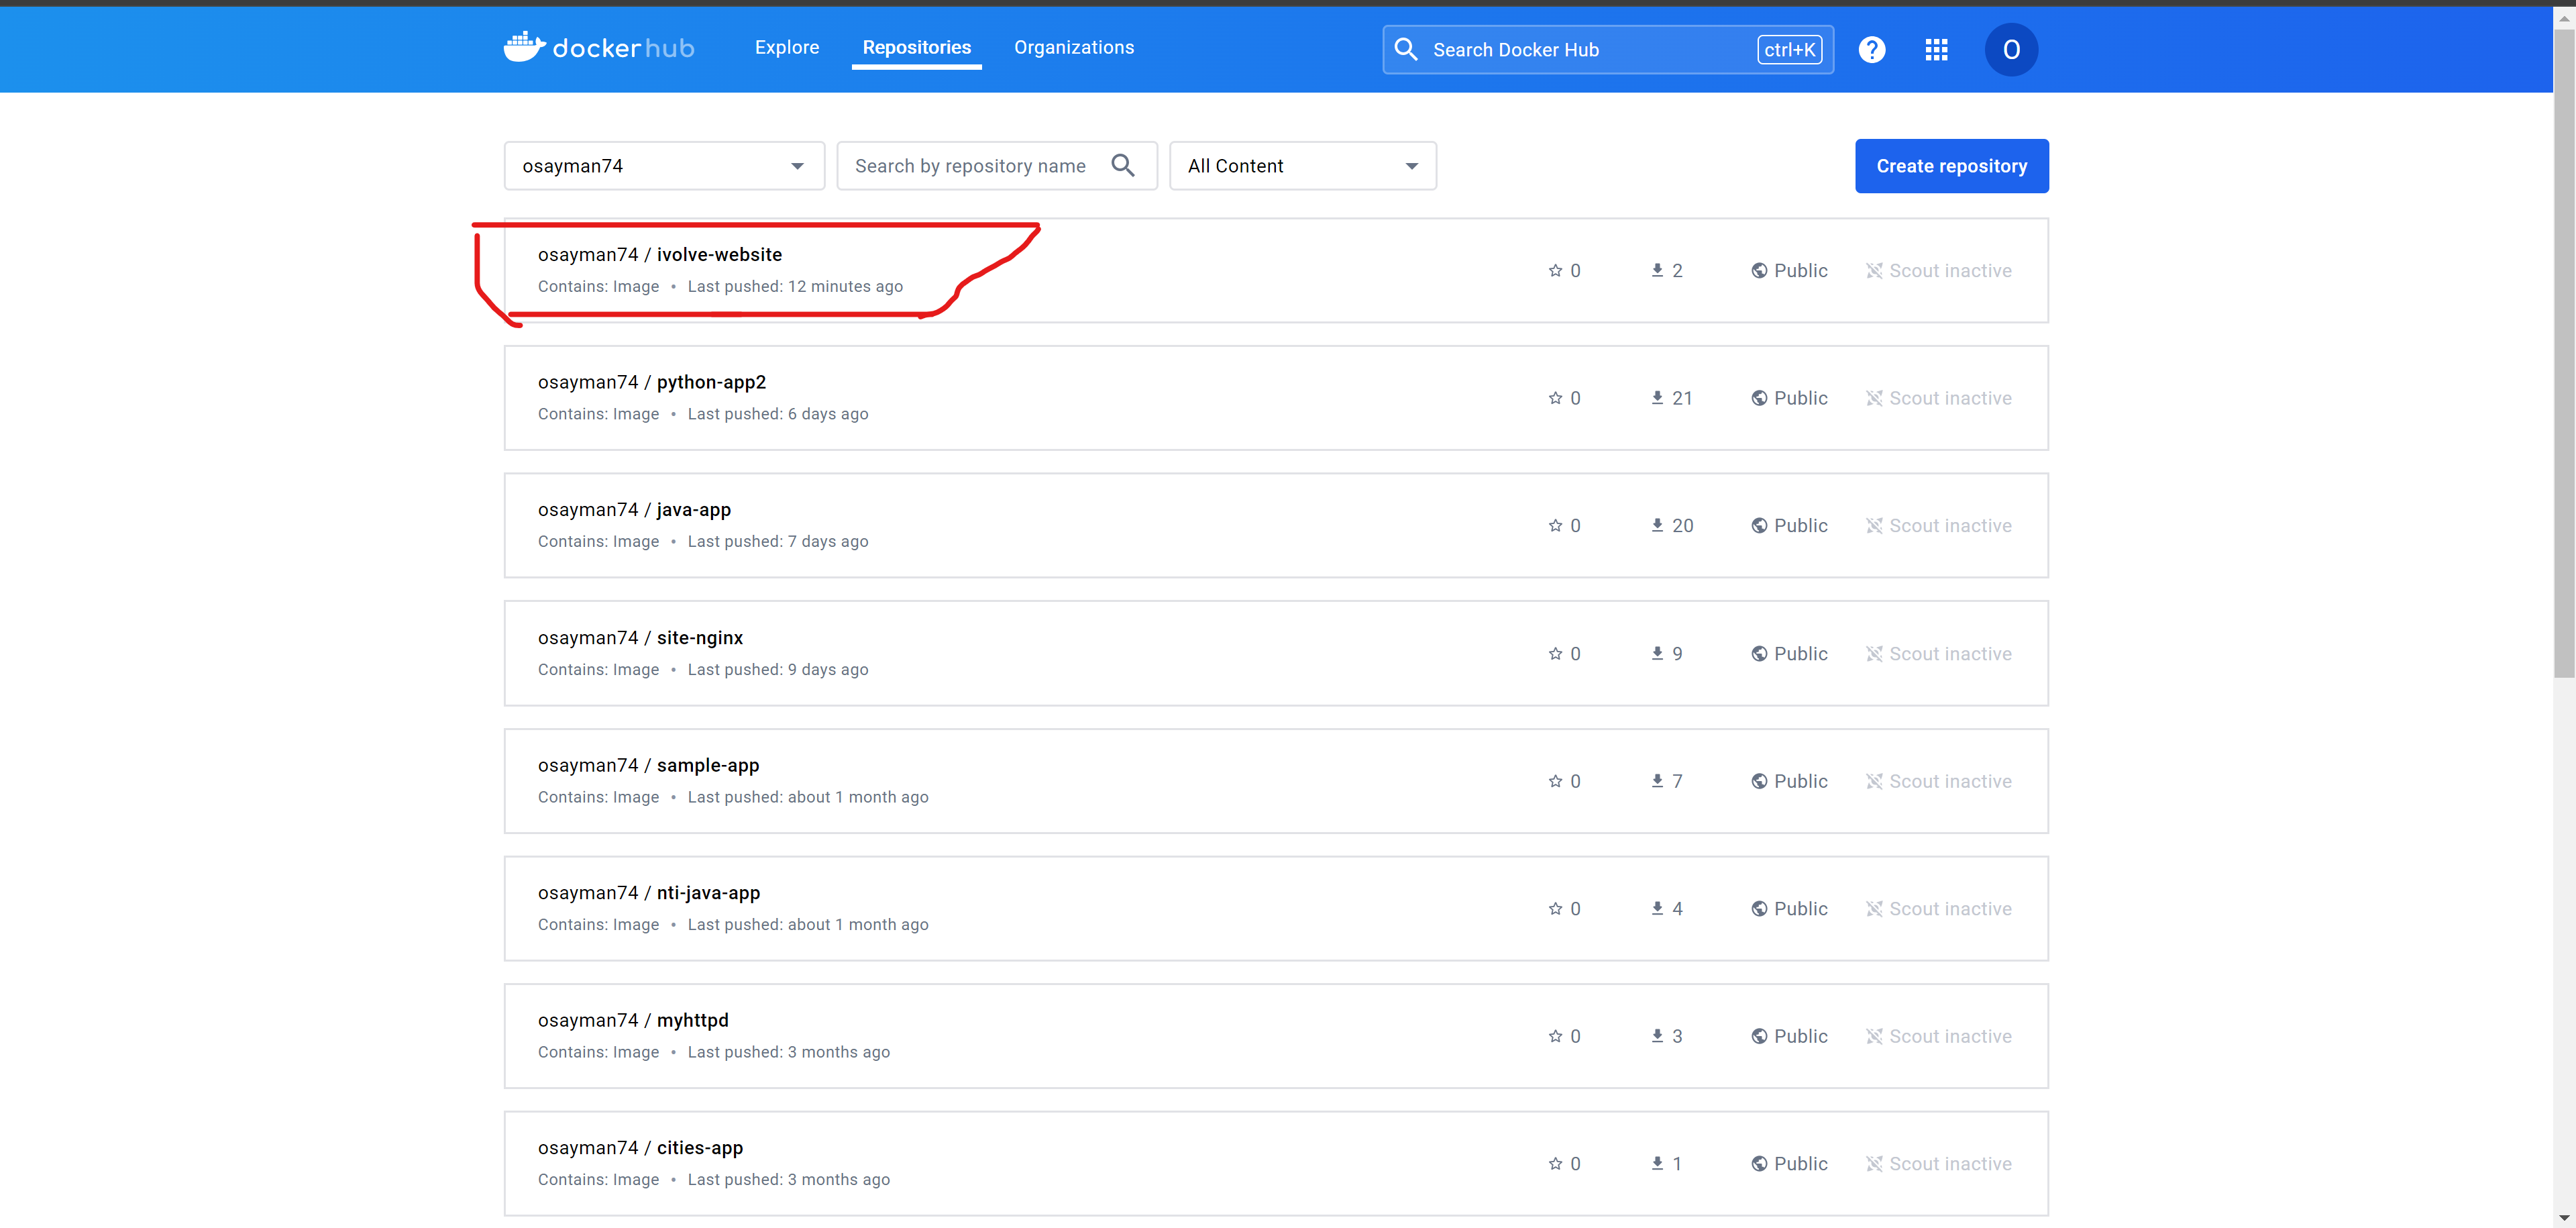 dockerhub Explore Repositories Organizations Search Docker Hub ctrl+K ? O
osayman74 Search by repository name All Content Create repository
osayman74 / ivolve-website
Contains: Image • Last pushed: 12 minutes ago
0 2 Public Scout inactive
osayman74 / python-app2
Contains: Image • Last pushed: 6 days ago
0 21 Public Scout inactive
osayman74 / java-app
Contains: Image • Last pushed: 7 days ago
0 20 Public Scout inactive
osayman74 / site-nginx
Contains: Image • Last pushed: 9 days ago
0 9 Public Scout inactive
osayman74 / sample-app
Contains: Image • Last pushed: about 1 month ago
0 7 Public Scout inactive
osayman74 / nti-java-app
Contains: Image • Last pushed: about 1 month ago
0 4 Public Scout inactive
osayman74 / myhttpd
Contains: Image • Last pushed: 3 months ago
0 3 Public Scout inactive
osayman74 / cities-app
Contains: Image • Last pushed: 3 months ago
0 1 Public Scout inactive